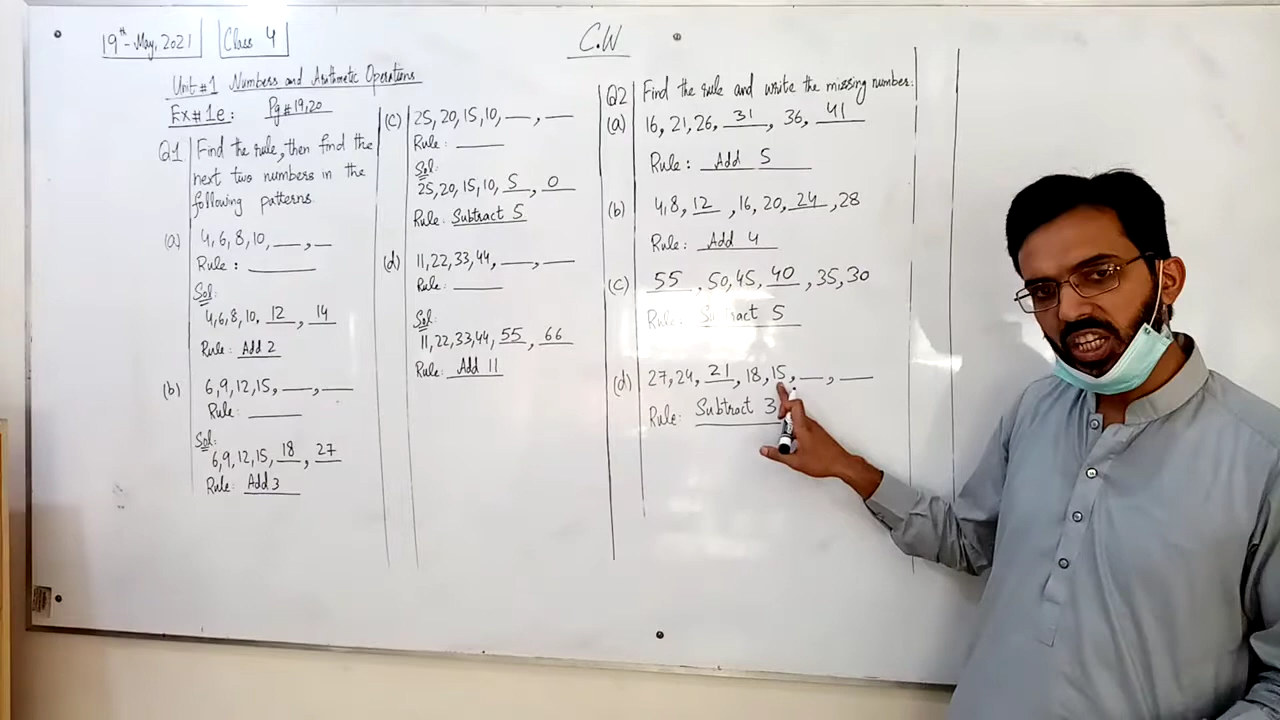 19th-May, 2021 Class 4
C.W
Unit #1 Numbers and Arithmetic Operations
Ex#1e: Pg#19,20
Q1 Find the rule, then find the
next two numbers in the
following patterns.
(a) 4, 6, 8, 10, ___, ___
Rule: ___
Sol:
4, 6, 8, 10, 12, 14
Rule: Add 2
(b) 6, 9, 12, 15, ___, ___
Rule: ___
Sol:
6, 9, 12, 15, 18, 27
Rule: Add 3
(c) 25, 20, 15, 10, ___, ___
Rule: ___
Sol:
25, 20, 15, 10, 5, 0
Rule: Subtract 5
(d) 11, 22, 33, 44, ___, ___
Rule: ___
Sol:
11, 22, 33, 44, 55, 66
Rule: Add 11
Q2 Find the rule and write the missing number:
(a) 16, 21, 26, 31, 36, 41
Rule: Add 5
(b) 4, 8, 12, 16, 20, 24, 28
Rule: Add 4
(c) 55, 50, 45, 40, 35, 30
Rule: Subtract 5
(d) 27, 24, 21, 18, 15, ___, ___
Rule: Subtract 3